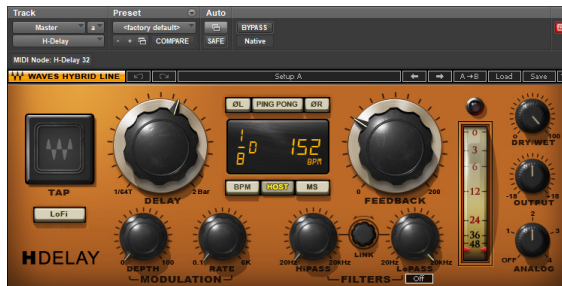 Track Preset Auto
Master a <factory default> BYPASS
H-Delay - + COMPARE SAFE Native
MIDI Node: H-Delay 32
WAVES HYBRID LINE Setup A A→B Load Save
ØL PING PONG ØR
1/8 D 152 BPM
TAP
1/64T 2 Bar
DELAY
BPM HOST MS
0 200
FEEDBACK
0 100
DRY/WET
-18 +18
OUTPUT
0
3
6
12
24
36
48
LoFi
HDELAY
0 100
DEPTH
0.1 6K
RATE
MODULATION
20Hz 20kHz
HiPASS
LINK
20Hz 20kHz
LoPASS
FILTERS Off
1 2 3 4
OFF
ANALOG